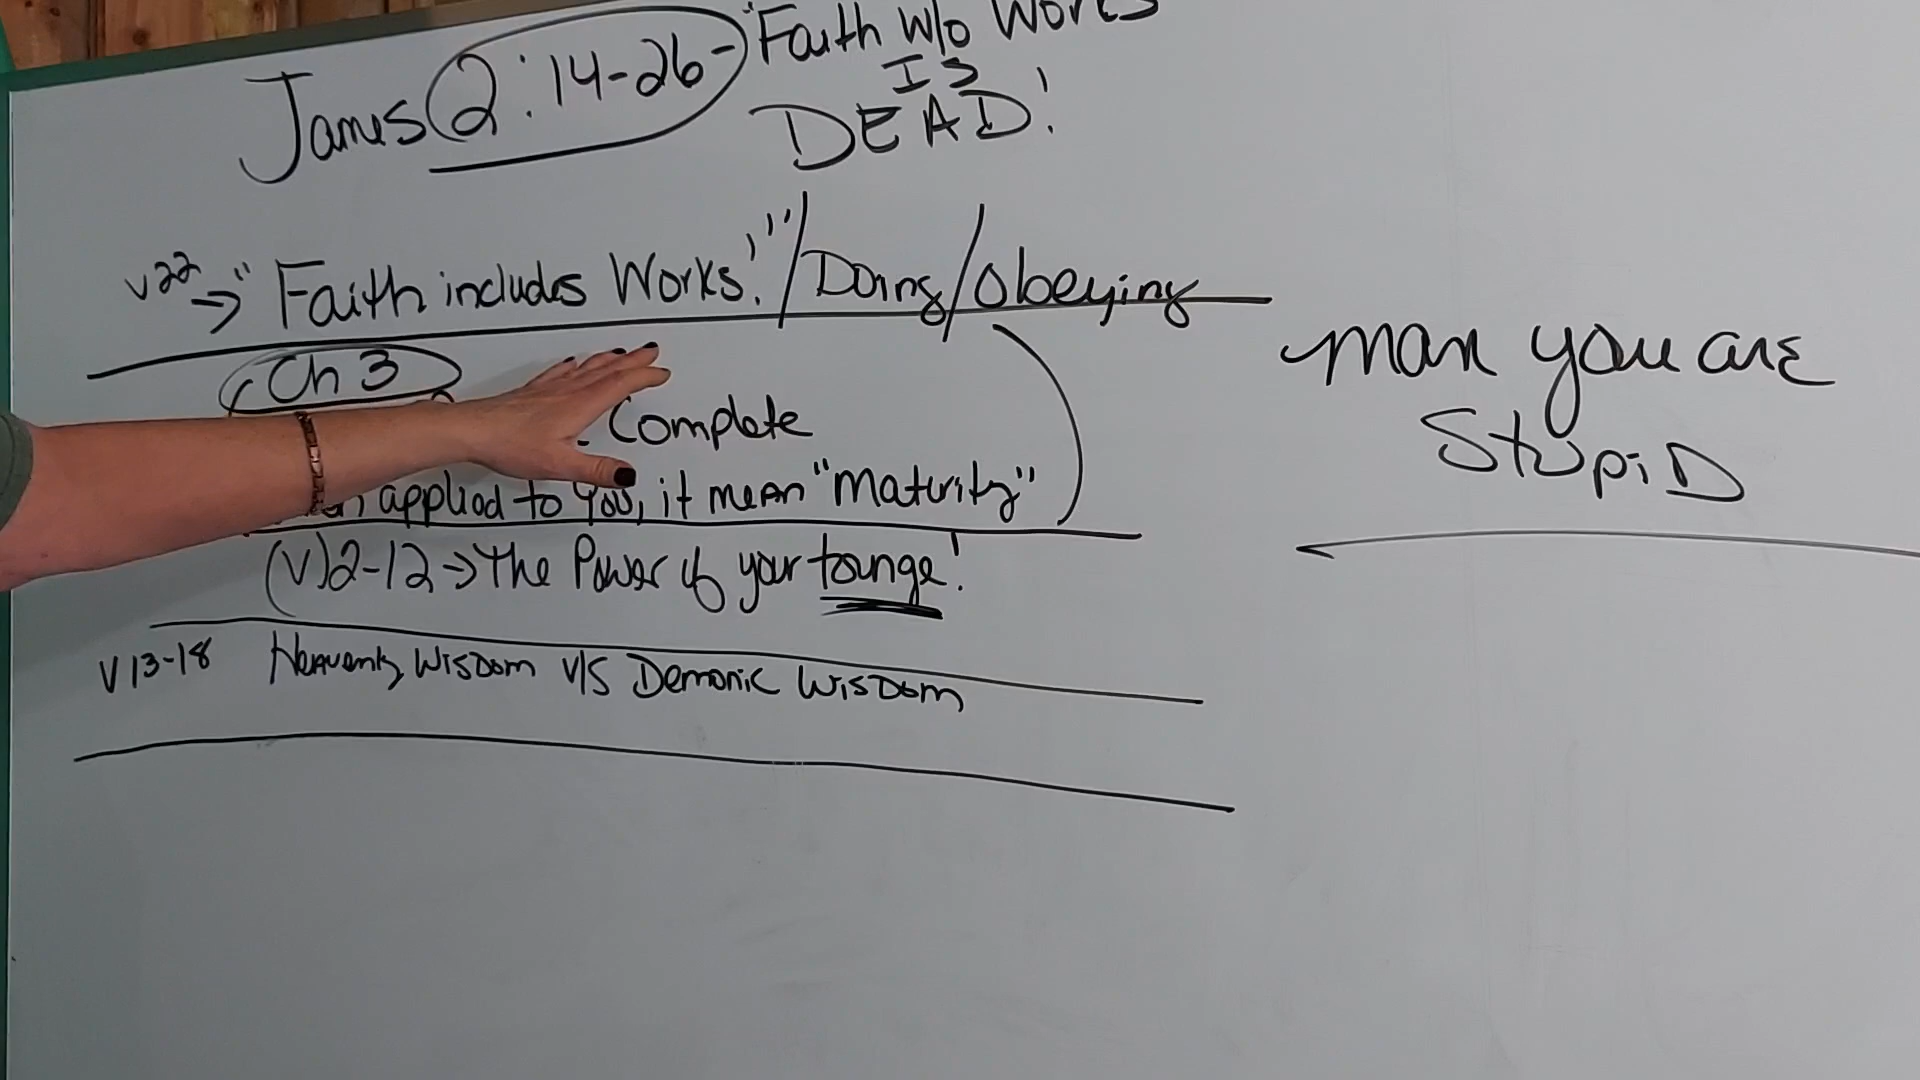 James 2:14-26- "Faith w/o Works
IS
DEAD!
v22 → "Faith includes Works!"/Doing/obeying
Ch 3
Complete
applied to you, it mean "maturity"
(v)2-12 → The Power of your tounge!
V 13-18 Heavenly Wisdom v/s Demonic Wisdom
man you are
StupiD